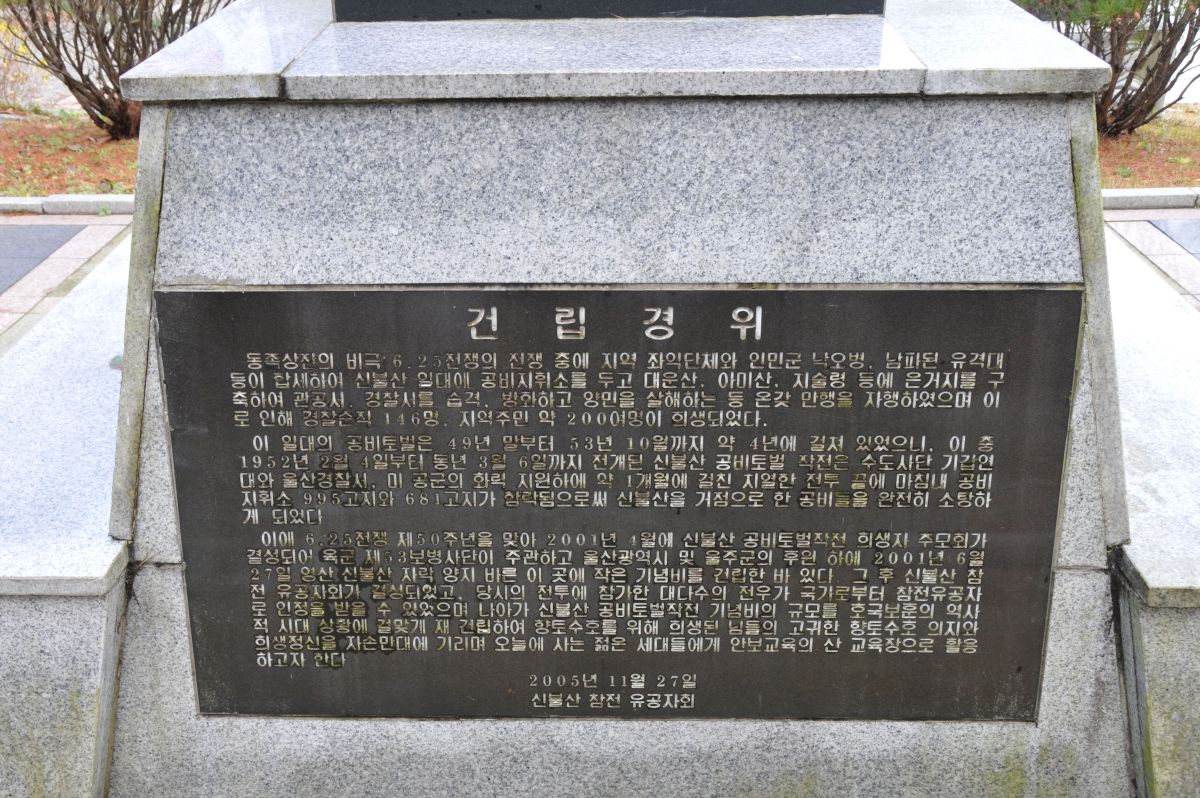 건립경위
동족상잔의 비극 6.25전쟁의 전쟁 중에 지역 좌익단체와 인민군 낙오병, 남파된 유격대
등이 합세하여 신불산 일대에 공비지휘소를 두고 대운산, 아미산, 치술령 등에 은거지를 구
축하여 관공서, 경찰서를 습격, 방화하고 양민을 살해하는 등 온갖 만행을 자행하였으며 이
로 인해 경찰순직 146명, 지역주민 약 200여명이 희생되었다.
이 일대의 공비토벌은 49년 말부터 53년 10월까지 약 4년에 걸쳐 있었으니, 이 중
1952년 2월 4일부터 동년 3월 6일까지 전개된 신불산 공비토벌 작전은 수도사단 기갑연
대와 울산경찰서, 미 공군의 화력 지원하에 약 1개월에 걸친 치열한 전투 끝에 마침내 공비
지휘소 995고지와 681고지가 함락됨으로써 신불산을 거점으로 한 공비들을 완전히 소탕하
게 되었다
이에 6.25전쟁 제50주년을 맞아 2001년 4월에 신불산 공비토벌작전 희생자 추모회가
결성되어 육군 제53보병사단이 주관하고 울산광역시 및 울주군의 후원 하에 2001년 6월
27일 영산 신불산 자락 양지 바른 이 곳에 작은 기념비를 건립한 바 있다 그 후 신불산 참
전 유공자회가 결성되었고, 당시의 전투에 참가한 대다수의 전우가 국가로부터 참전유공자
로 인정을 받을 수 있었으며 나아가 신불산 공비토벌작전 기념비의 규모를 호국보훈의 역사
적 시대 상황에 걸맞게 재 건립하여 향토수호를 위해 희생된 님들의 고귀한 향토수호 의지와
희생정신을 자손만대에 기리며 오늘에 사는 젊은 세대들에게 안보교육의 산 교육장으로 활용
하고자 한다
2005년 11월 27일
신불산 참전 유공자회